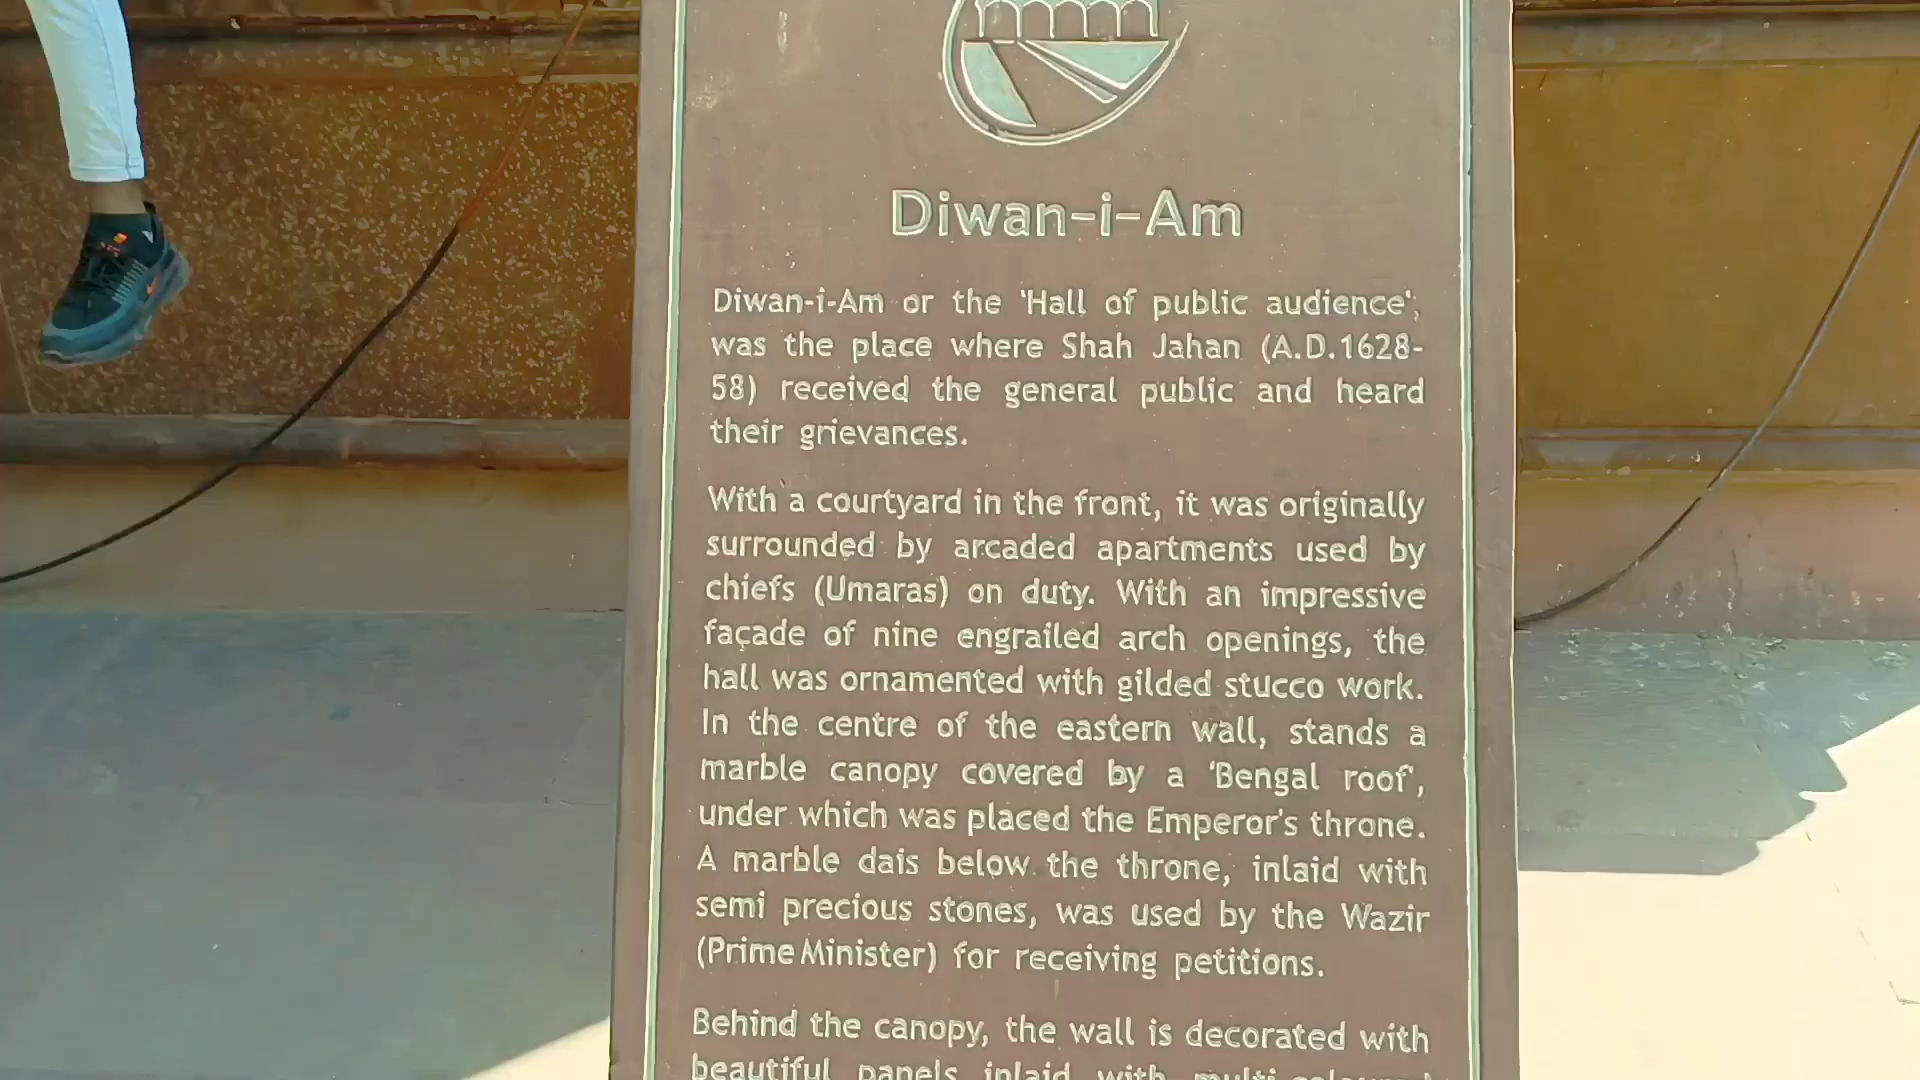 Diwan-i-Am
Diwan-i-Am or the 'Hall of public audience',
was the place where Shah Jahan (A.D.1628-
58) received the general public and heard
their grievances.
With a courtyard in the front, it was originally
surrounded by arcaded apartments used by
chiefs (Umaras) on duty. With an impressive
façade of nine engrailed arch openings, the
hall was ornamented with gilded stucco work.
In the centre of the eastern wall, stands a
marble canopy covered by a 'Bengal roof',
under which was placed the Emperor's throne.
A marble dais below the throne, inlaid with
semi precious stones, was used by the Wazir
(Prime Minister) for receiving petitions.
Behind the canopy, the wall is decorated with
beautiful panels inlaid with